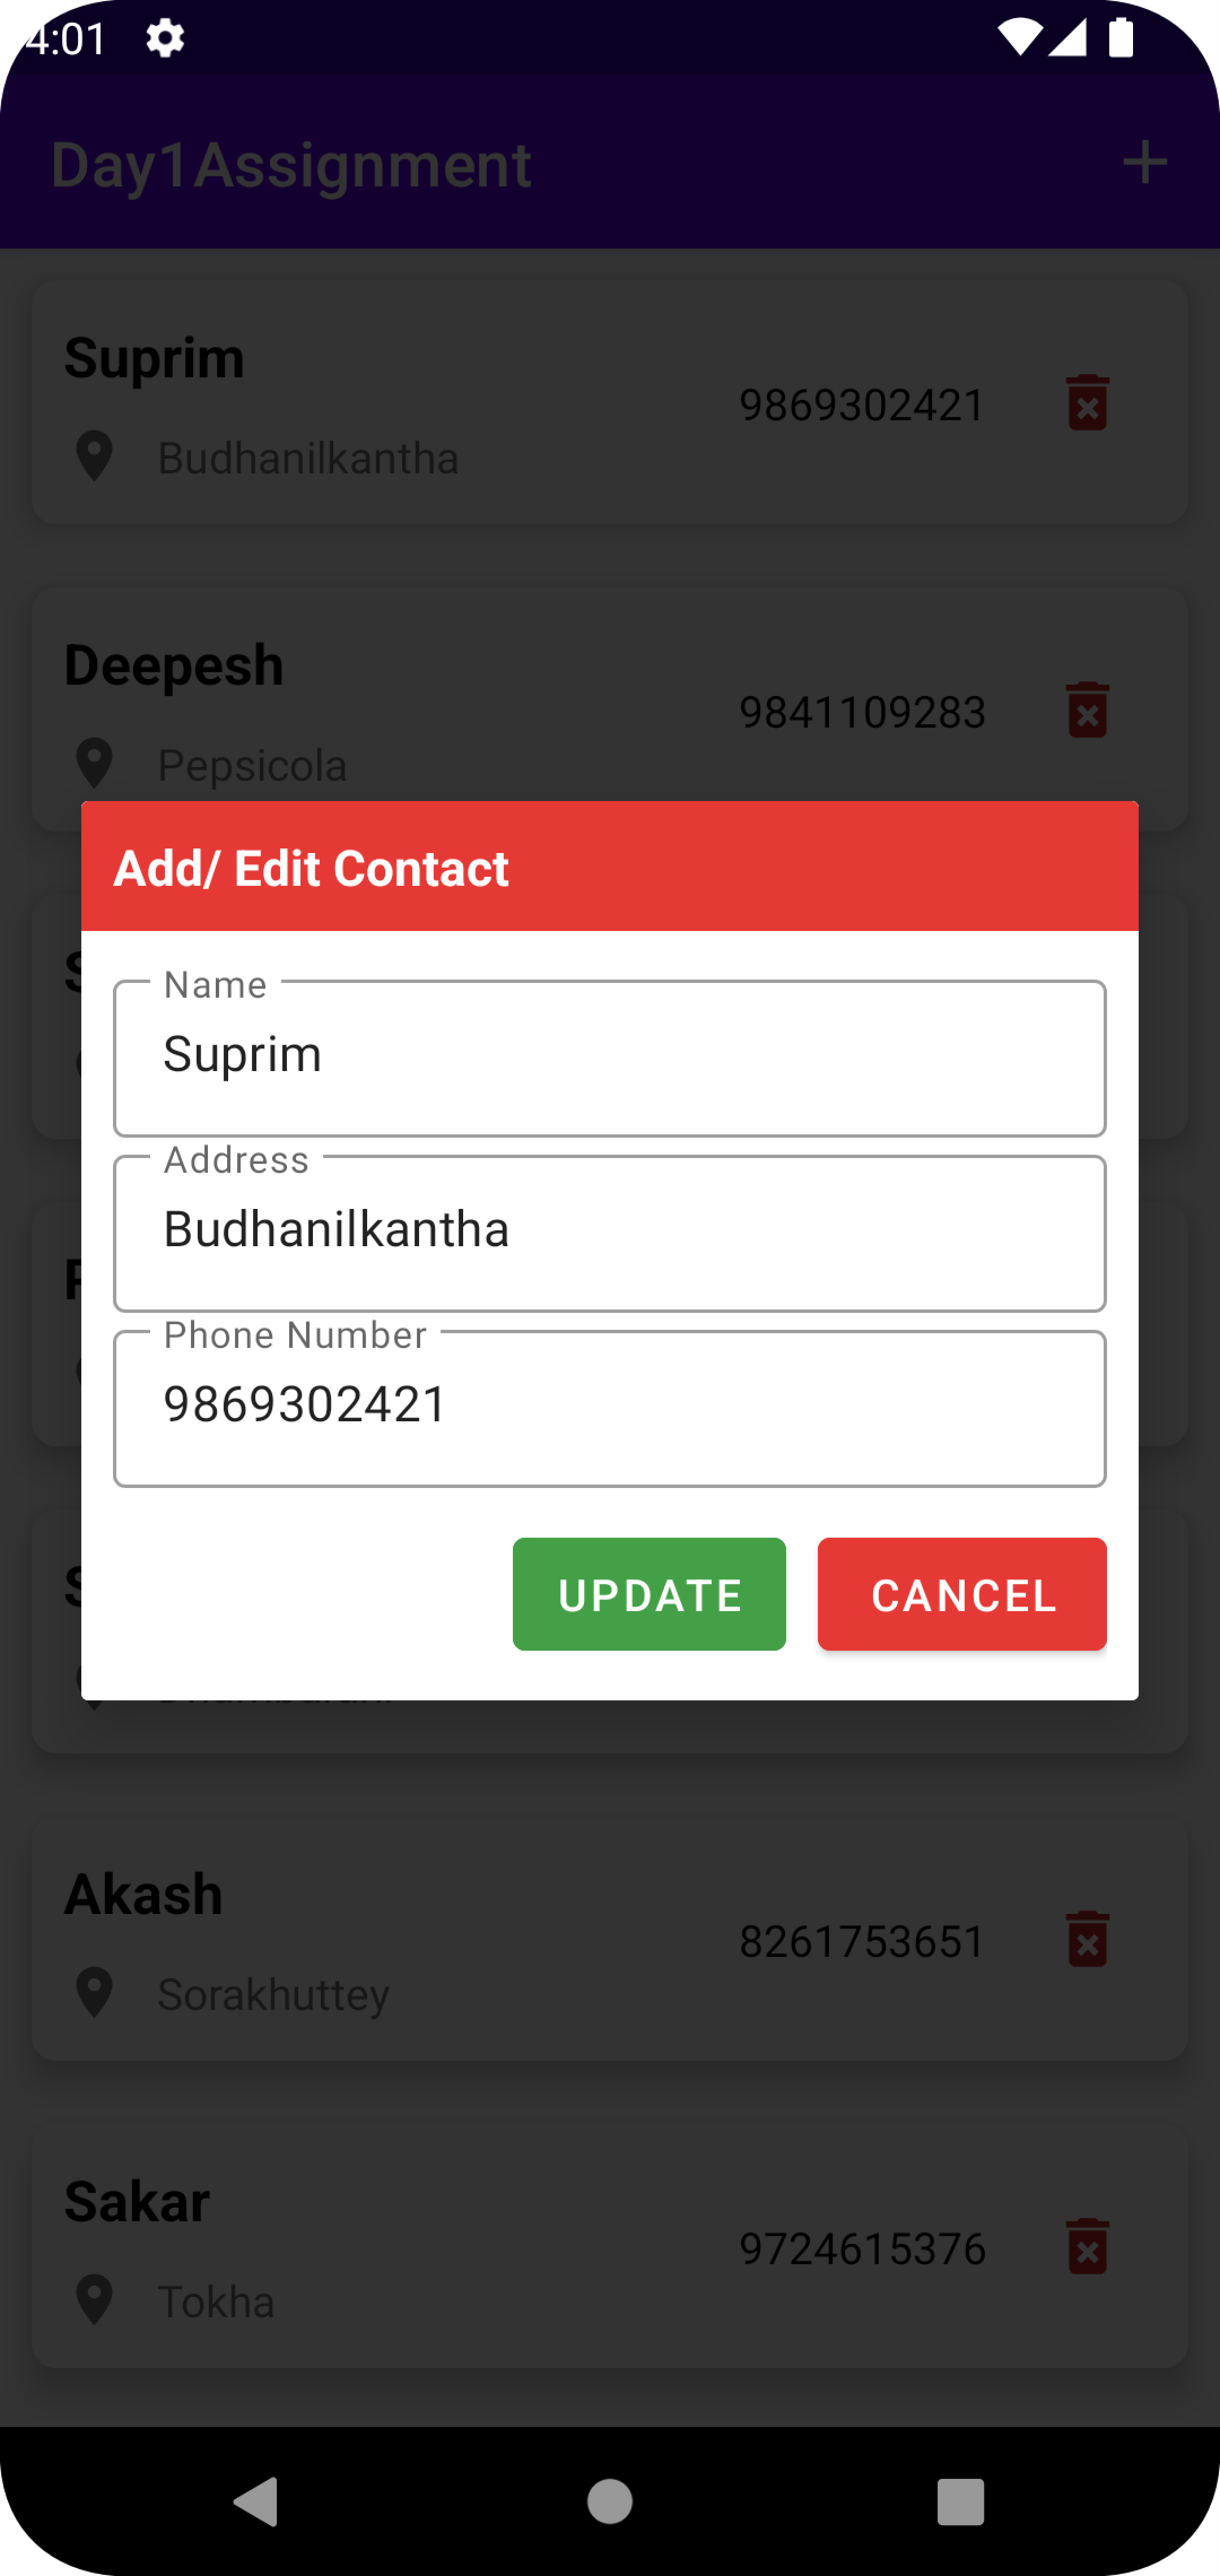 4:01
Day1Assignment
Suprim
9869302421
Budhanilkantha
Deepesh
9841109283
Pepsicola
Add/ Edit Contact
Name
Suprim
Address
Budhanilkantha
Phone Number
9869302421
UPDATE
CANCEL
Akash
8261753651
Sorakhuttey
Sakar
9724615376
Tokha